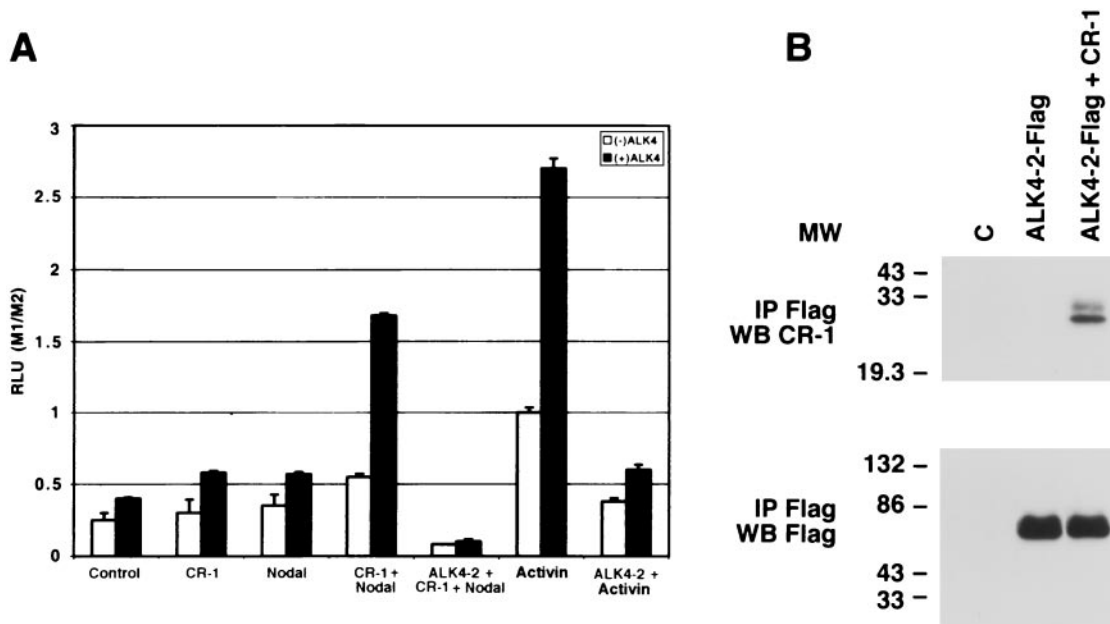 A
3
2.5
2
1.5
1
0.5
0
RLU (M1/M2)
(-)ALK4
(+)ALK4
Control
CR-1
Nodal
CR-1 +
Nodal
ALK4-2 +
CR-1 + Nodal
Activin
ALK4-2 +
Activin
B
C
ALK4-2-Flag
ALK4-2-Flag + CR-1
MW
43 –
33 –
IP Flag
WB CR-1
19.3 –
132 –
86 –
IP Flag
WB Flag
43 –
33 –